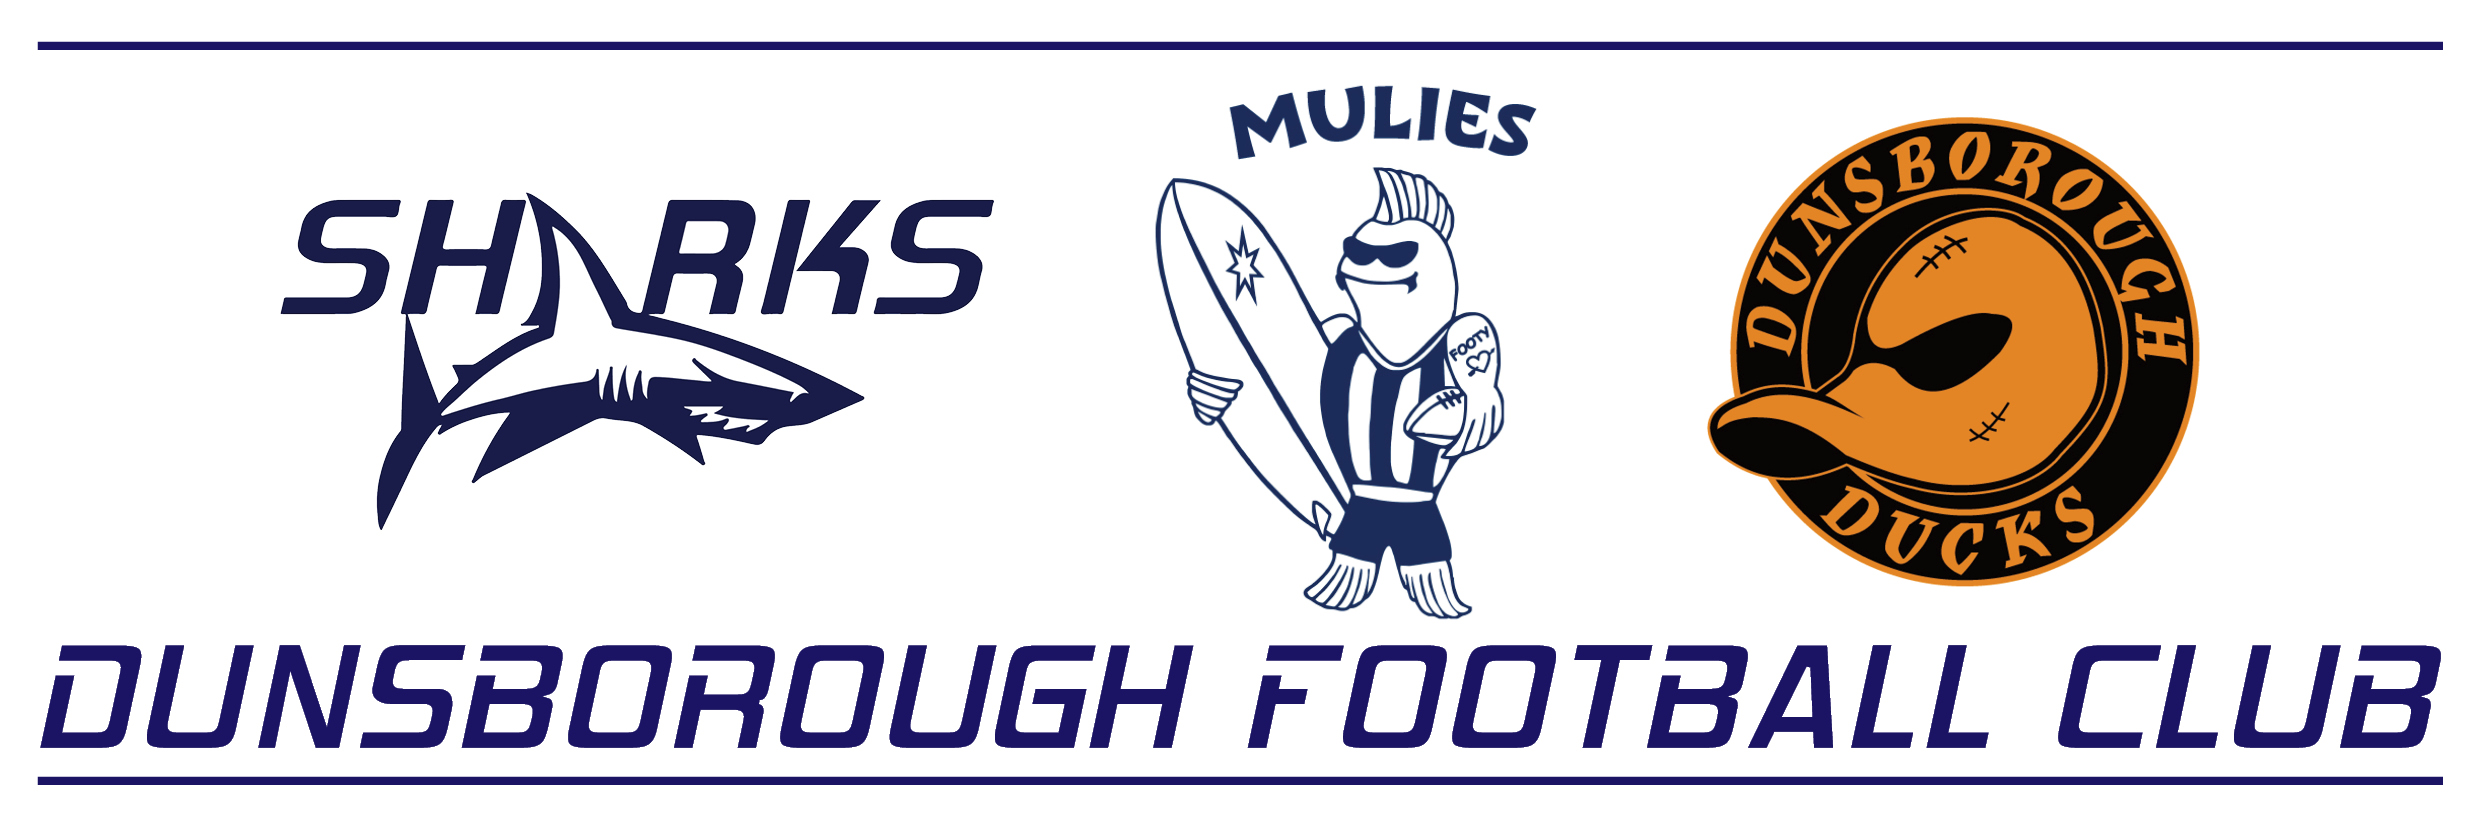 SHARKS
MULIES
FOOTY
DUNSBOROUGH
DUCKS
DUNSBOROUGH FOOTBALL CLUB